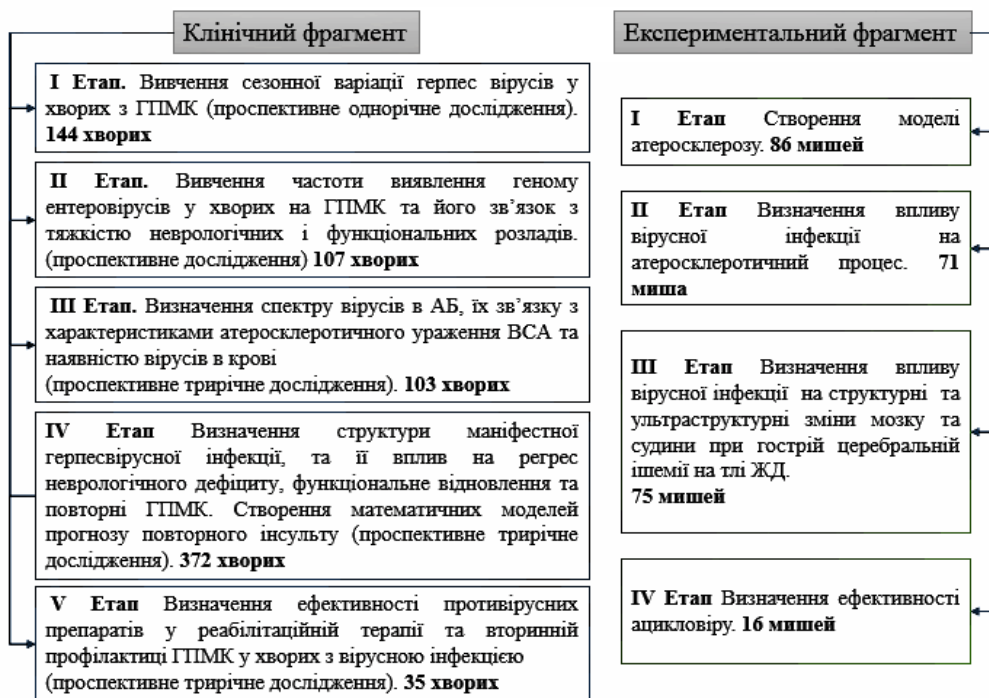 Клінічний фрагмент
І Етап. Вивчення сезонної варіації герпес вірусів у
хворих з ГПМК (проспективне однорічне дослідження).
144 хворих
ІІ Етап. Вивчення частоти виявлення геному
ентеровірусів у хворих на ГПМК та його зв’язок з
тяжкістю неврологічних і функціональних розладів.
(проспективне дослідження) 107 хворих
ІІІ Етап. Визначення спектру вірусів в АБ, їх зв’язку з
характеристиками атеросклеротичного ураження ВСА та
наявністю вірусів в крові
(проспективне трирічне дослідження). 103 хворих
IV Етап Визначення структури маніфестної
герпесвірусної інфекції, та її вплив на регрес
неврологічного дефіциту, функціональне відновлення та
повторні ГПМК. Створення математичних моделей
прогнозу повторного інсульту (проспективне трирічне
дослідження). 372 хворих
V Етап Визначення ефективності противірусних
препаратів у реабілітаційній терапії та вторинній
профілактиці ГПМК у хворих з вірусною інфекцією
(проспективне трирічне дослідження). 35 хворих
Експериментальний фрагмент
І Етап Створення моделі
атеросклерозу. 86 мишей
ІІ Етап Визначення впливу
вірусної інфекції на
атеросклеротичний процес. 71
миша
ІІІ Етап Визначення впливу
вірусної інфекції на структурні та
ультраструктурні зміни мозку та
судини при гострій церебральній
ішемії на тлі ЖД.
75 мишей
IV Етап Визначення ефективності
ацикловіру. 16 мишей